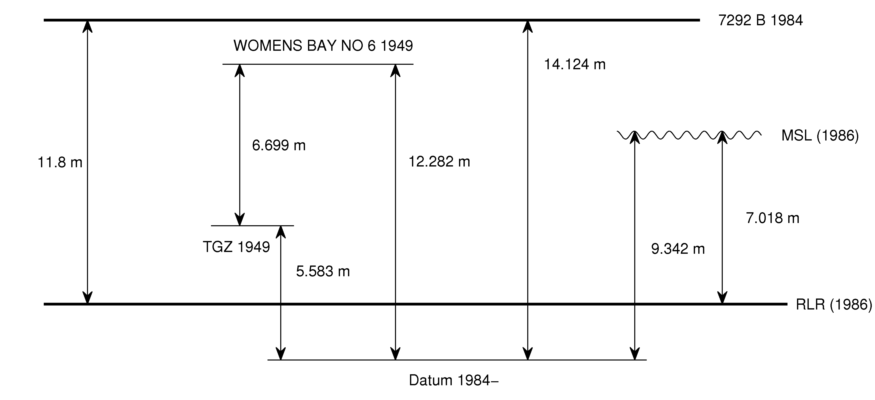 7292 B 1984
WOMENS BAY NO 6 1949
14.124 m
MSL (1986)
6.699 m
11.8 m
12.282 m
7.018 m
TGZ 1949
9.342 m
5.583 m
RLR (1986)
Datum 1984−